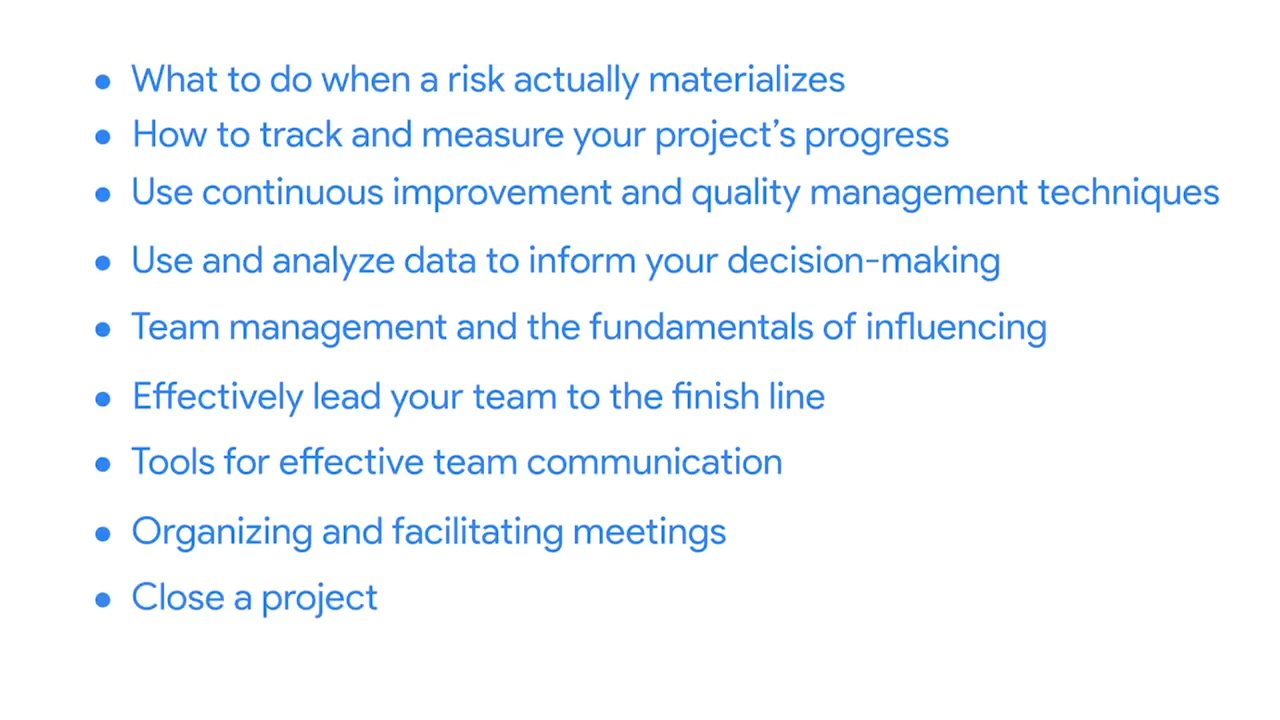 • What to do when a risk actually materializes
• How to track and measure your project’s progress
• Use continuous improvement and quality management techniques
• Use and analyze data to inform your decision-making
• Team management and the fundamentals of influencing
• Effectively lead your team to the finish line
• Tools for effective team communication
• Organizing and facilitating meetings
• Close a project